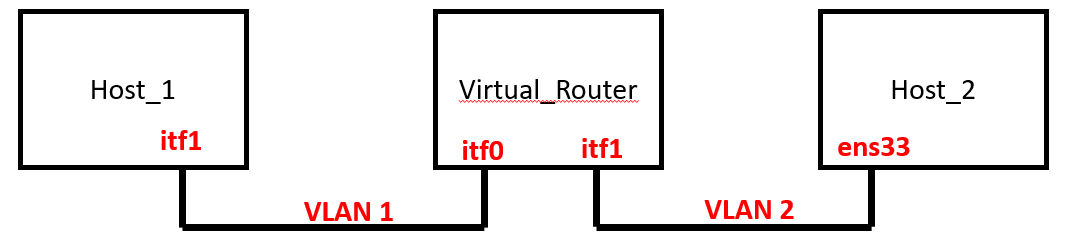 Host_1
itf1
Virtual_Router
itf0
itf1
Host_2
ens33
VLAN 1
VLAN 2